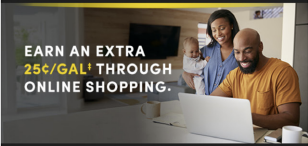 EARN AN EXTRA
25¢/GAL‡ THROUGH
ONLINE SHOPPING.